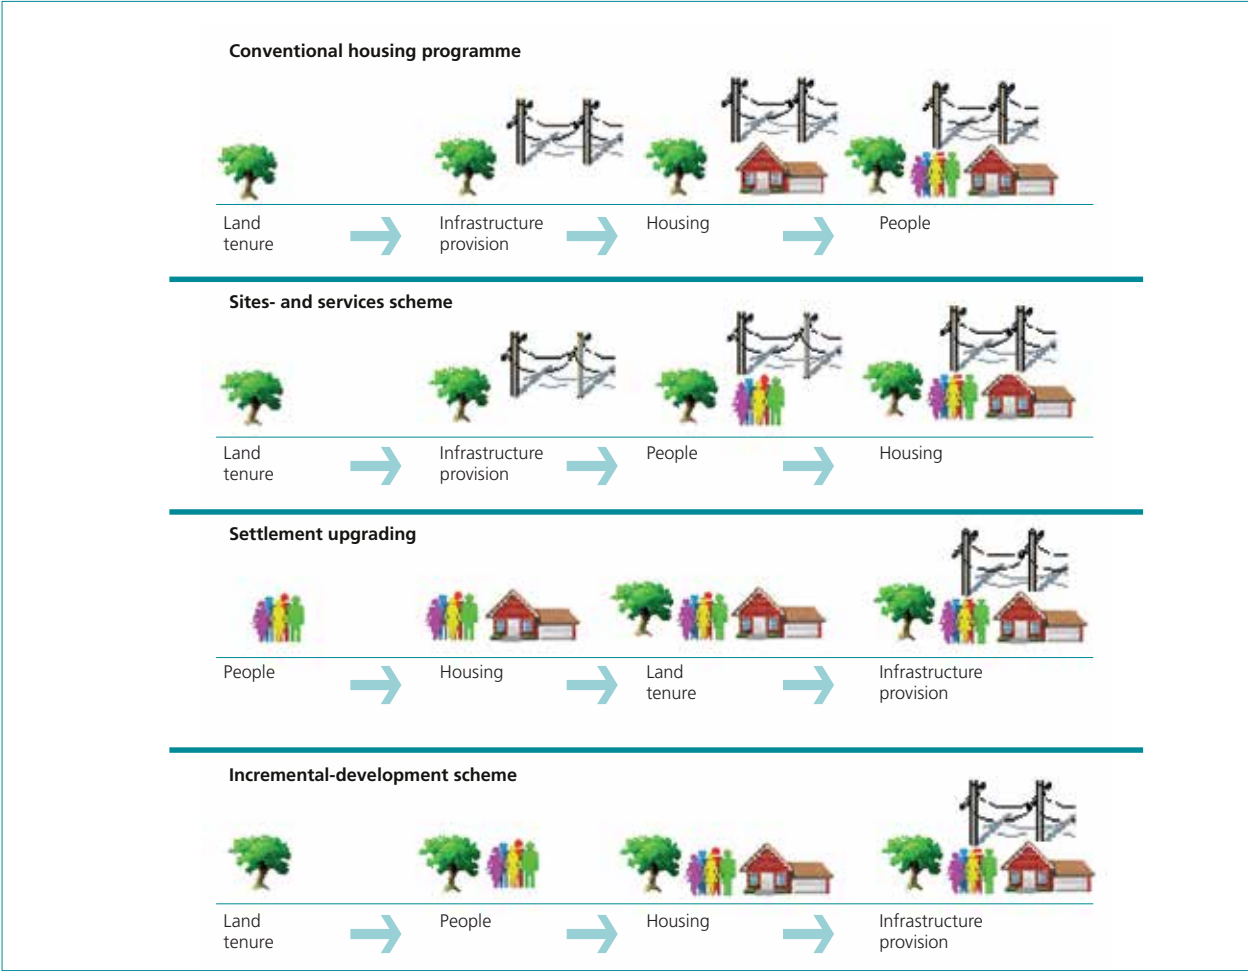 Conventional housing programme
Land
tenure
Infrastructure
provision
Housing
People
Sites- and services scheme
Land
tenure
Infrastructure
provision
People
Housing
Settlement upgrading
People
Housing
Land
tenure
Infrastructure
provision
Incremental-development scheme
Land
tenure
People
Housing
Infrastructure
provision